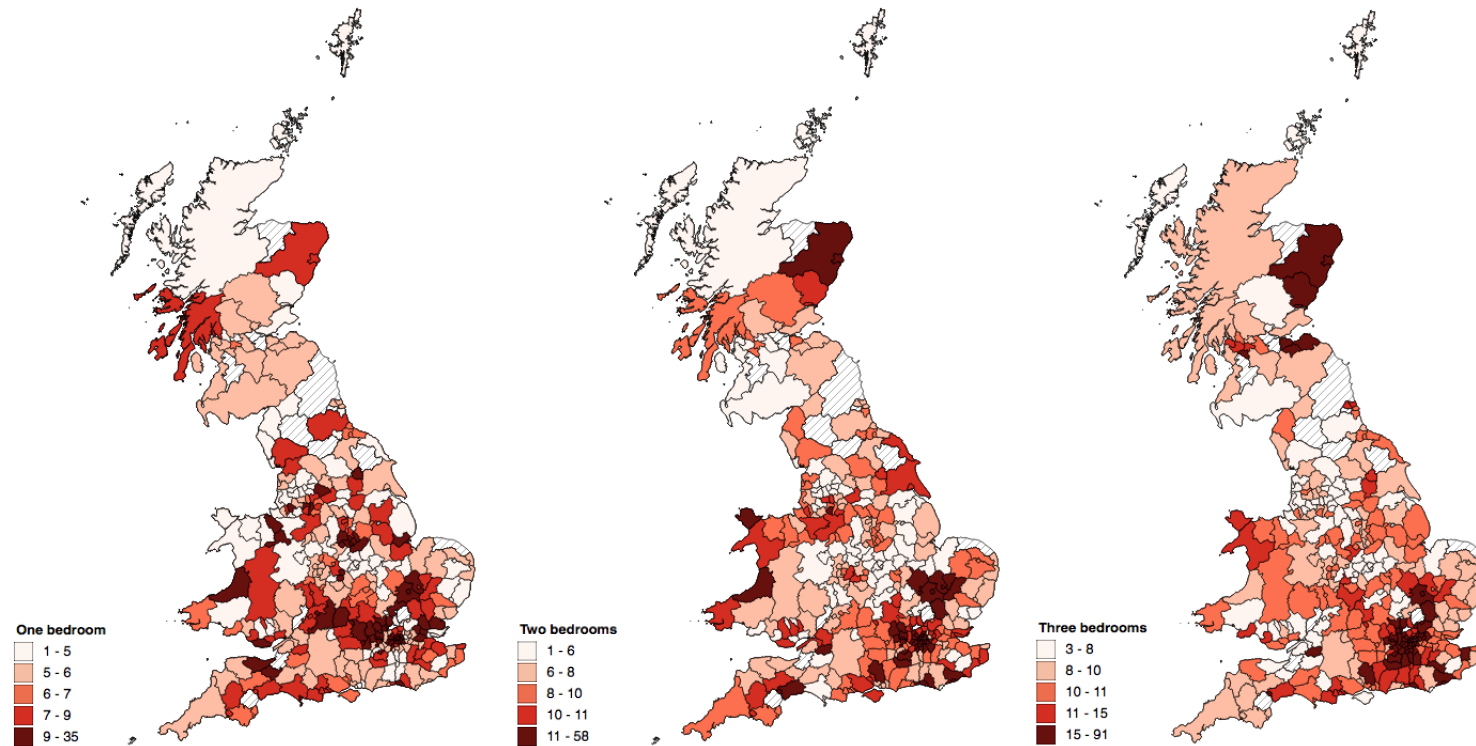 One bedroom
1 - 5
5 - 6
6 - 7
7 - 9
9 - 35
Two bedrooms
1 - 6
6 - 8
8 - 10
10 - 11
11 - 58
Three bedrooms
3 - 8
8 - 10
10 - 11
11 - 15
15 - 91